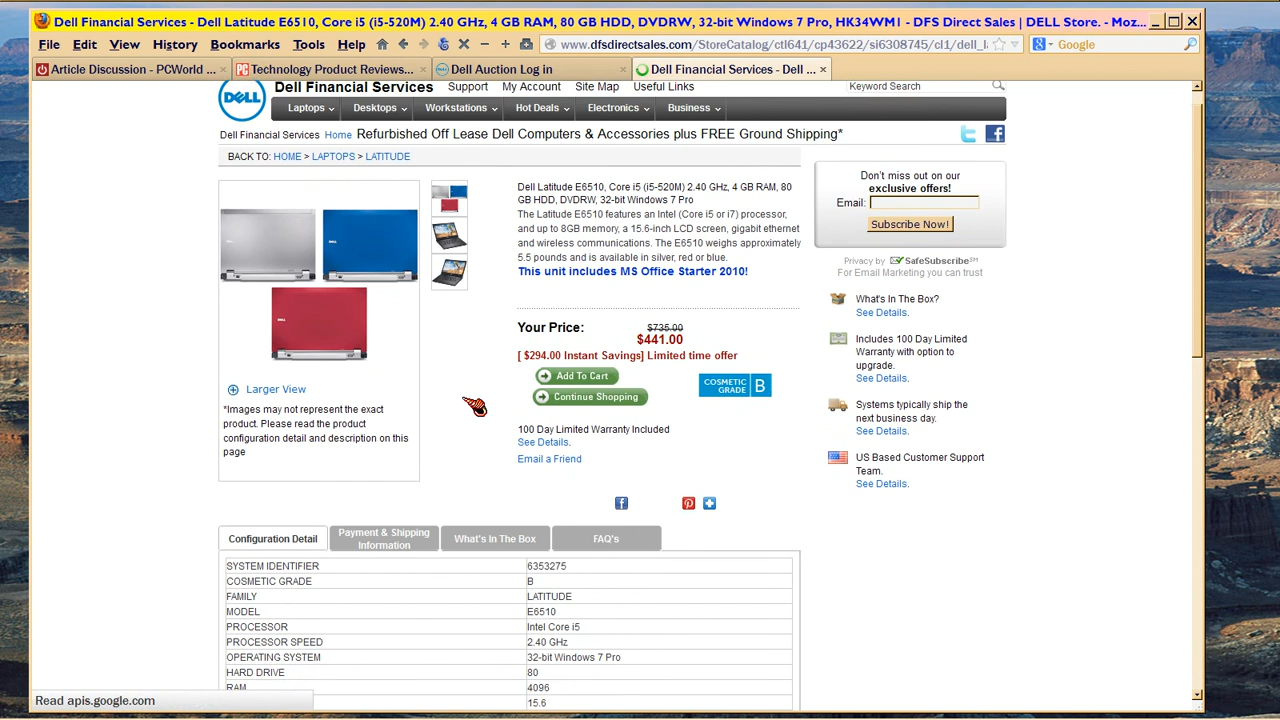 Dell Financial Services - Dell Latitude E6510, Core i5 (i5-520M) 2.40 GHz, 4 GB RAM, 80 GB HDD, DVDRW, 32-bit Windows 7 Pro, HK34WM1 - DFS Direct Sales | DELL Store. - Moz...
File Edit View History Bookmarks Tools Help
www.dfsdirectsales.com/StoreCatalog/ctl641/cp43622/si6308745/cl1/dell_l
Google
Article Discussion - PCWorld ...
Technology Product Reviews...
Dell Auction Log in
Dell Financial Services - Dell ...
DELL
Dell Financial Services
Support My Account Site Map Useful Links
Keyword Search
Laptops Desktops Workstations Hot Deals Electronics Business
Dell Financial Services Home Refurbished Off Lease Dell Computers & Accessories plus FREE Ground Shipping*
BACK TO: HOME > LAPTOPS > LATITUDE
Larger View
*Images may not represent the exact
product. Please read the product
configuration detail and description on this
page
Dell Latitude E6510, Core i5 (i5-520M) 2.40 GHz, 4 GB RAM, 80
GB HDD, DVDRW, 32-bit Windows 7 Pro
The Latitude E6510 features an Intel (Core i5 or i7) processor,
and up to 8GB memory, a 15.6-inch LCD screen, gigabit ethernet
and wireless communications. The E6510 weighs approximately
5.5 pounds and is available in silver, red or blue.
This unit includes MS Office Starter 2010!
Your Price:
$735.00
$441.00
[ $294.00 Instant Savings] Limited time offer
Add To Cart
Continue Shopping
COSMETIC
GRADE
B
100 Day Limited Warranty Included
See Details.
Email a Friend
Don't miss out on our
exclusive offers!
Email:
Subscribe Now!
Privacy by SafeSubscribe℠
For Email Marketing you can trust
What's In The Box?
See Details.
Includes 100 Day Limited
Warranty with option to
upgrade.
See Details.
Systems typically ship the
next business day.
See Details.
US Based Customer Support
Team.
See Details.
Configuration Detail
Payment & Shipping
Information
What's In The Box
FAQ's
SYSTEM IDENTIFIER 6353275
COSMETIC GRADE B
FAMILY LATITUDE
MODEL E6510
PROCESSOR Intel Core i5
PROCESSOR SPEED 2.40 GHz
OPERATING SYSTEM 32-bit Windows 7 Pro
HARD DRIVE 80
RAM 4096
15.6
Read apis.google.com